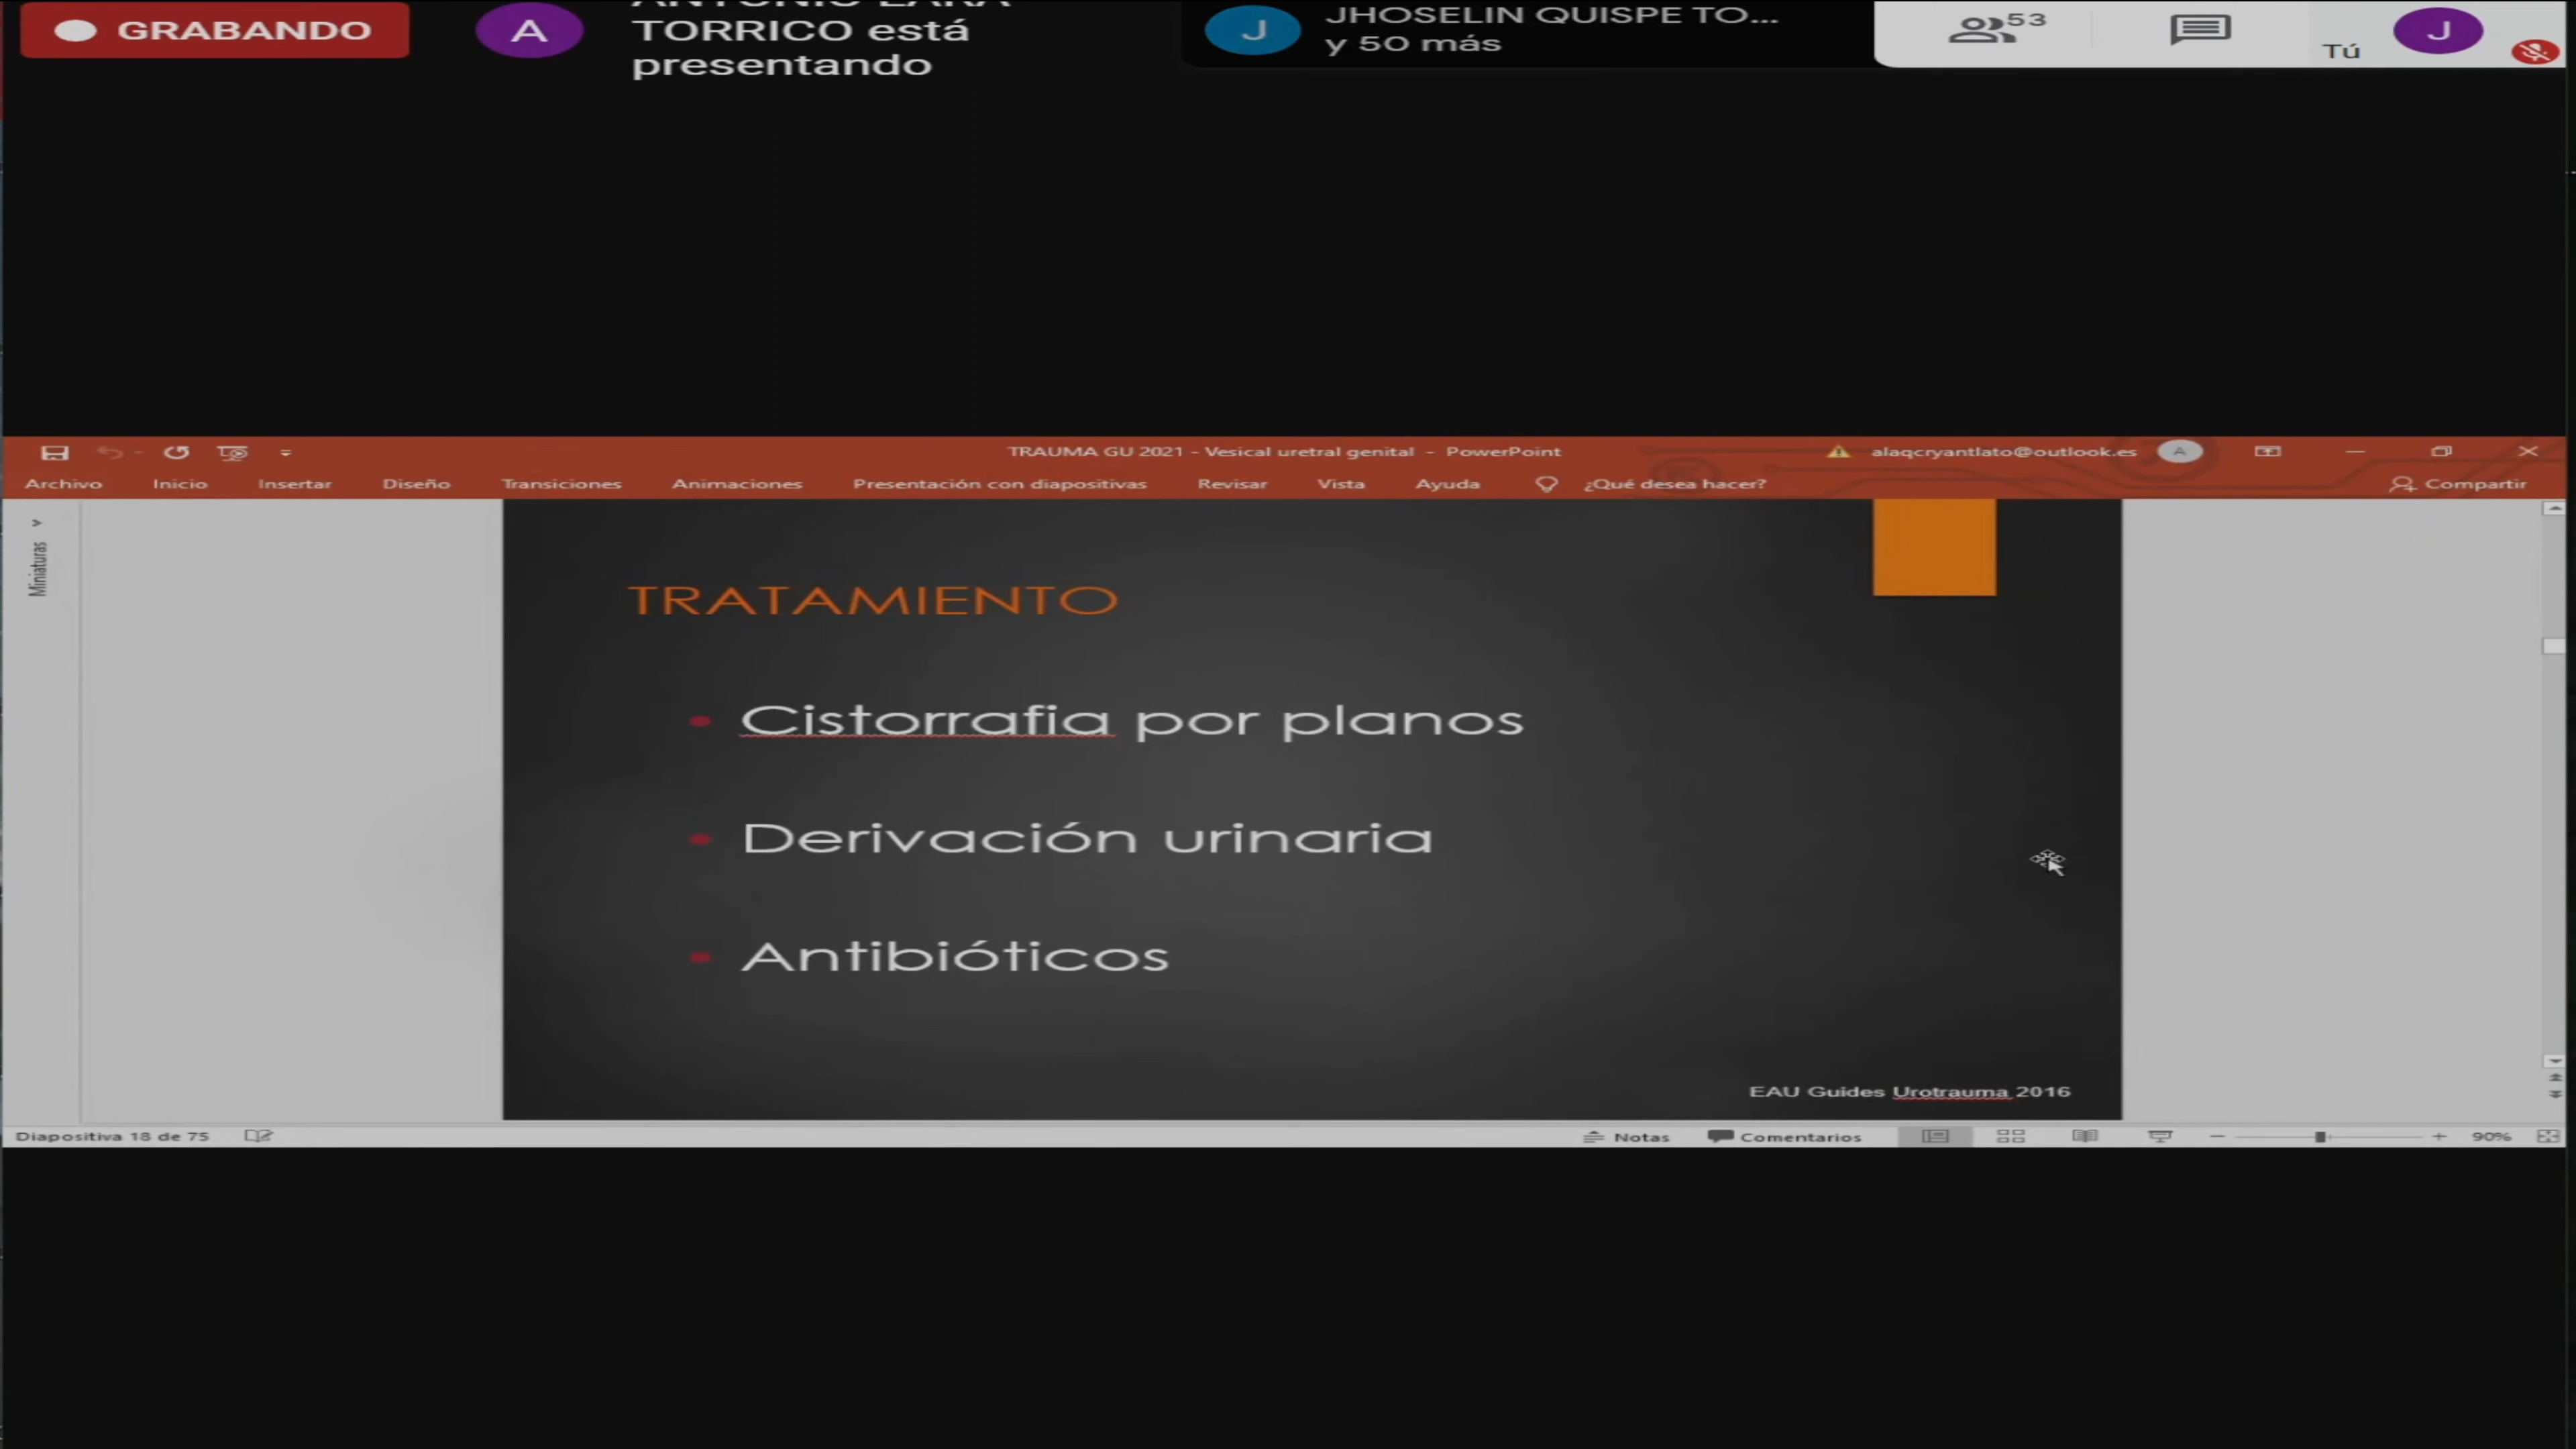 GRABANDO
A
TORRICO está
presentando
J
JHOSELIN QUISPE TO...
y 50 más
53
Tú
J
TRAUMA GU 2021 - Vesical uretral genital - PowerPoint
alaqcryantlato@outlook.es
A
Archivo
Inicio
Insertar
Diseño
Transiciones
Animaciones
Presentación con diapositivas
Revisar
Vista
Ayuda
¿Qué desea hacer?
Compartir
Miniaturas
TRATAMIENTO
• Cistorrafia por planos
• Derivación urinaria
• Antibióticos
EAU Guides Urotrauma 2016
Diapositiva 18 de 75
Notas
Comentarios
90%